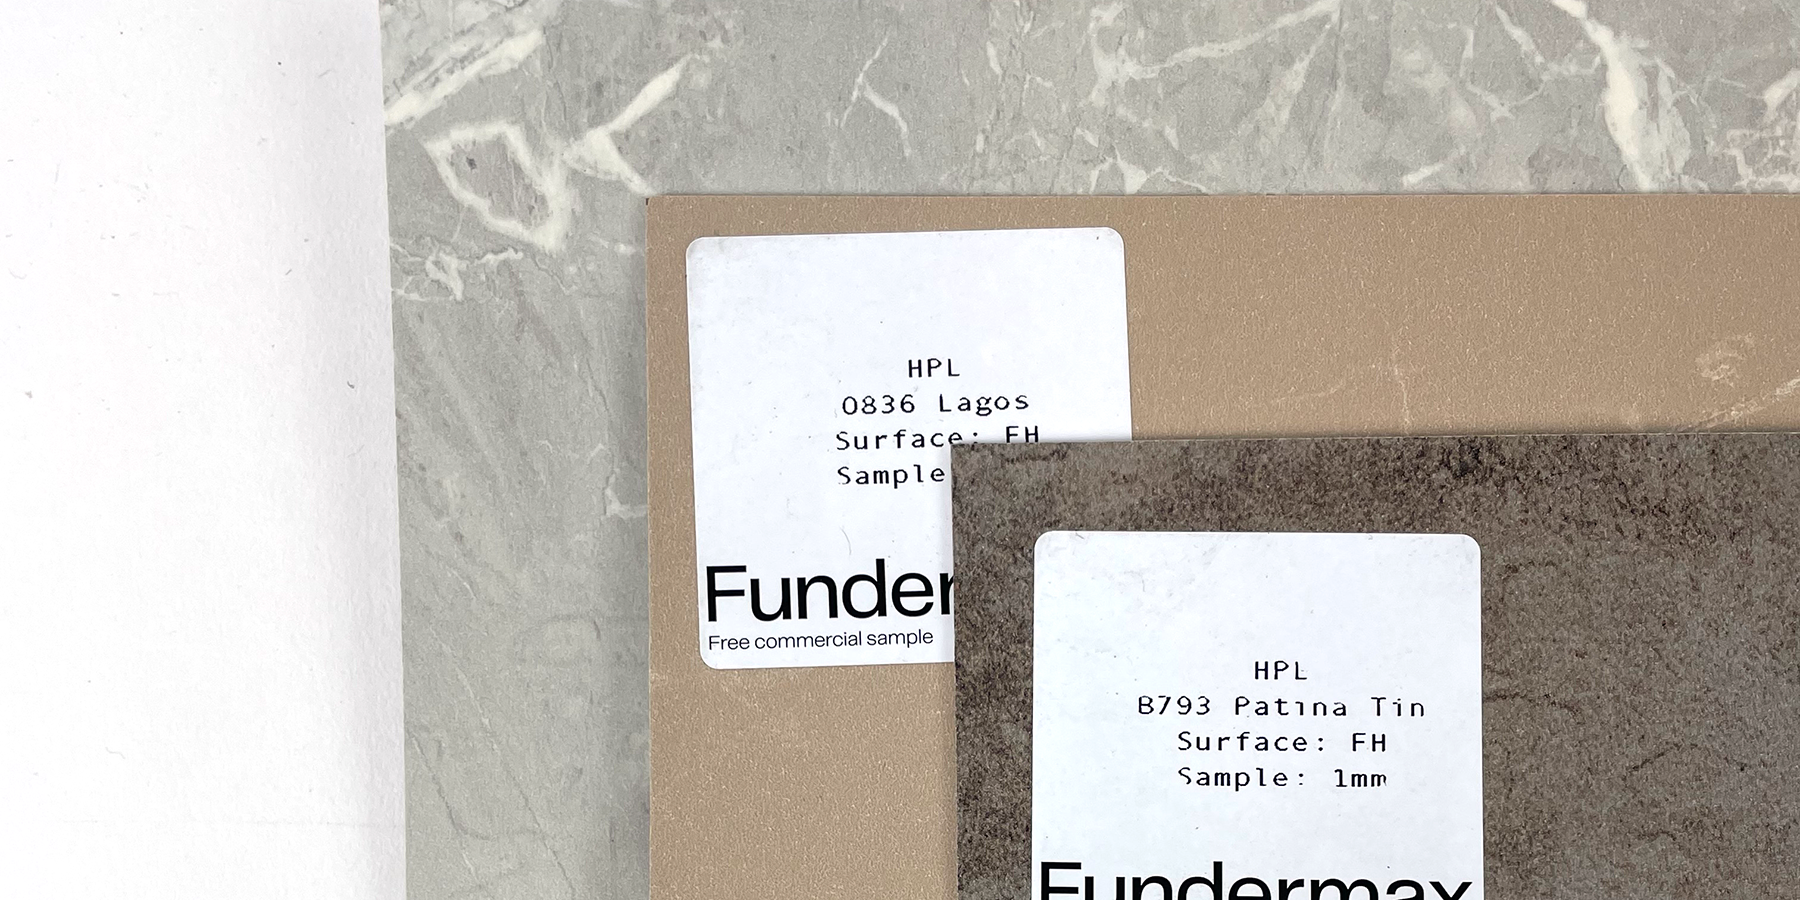 HPL
0836 Lagos
Surface: FH
Sample
Funder
Free commercial sample
HPL
B793 Patina Tin
Surface: FH
Sample: 1mm
Fundermax